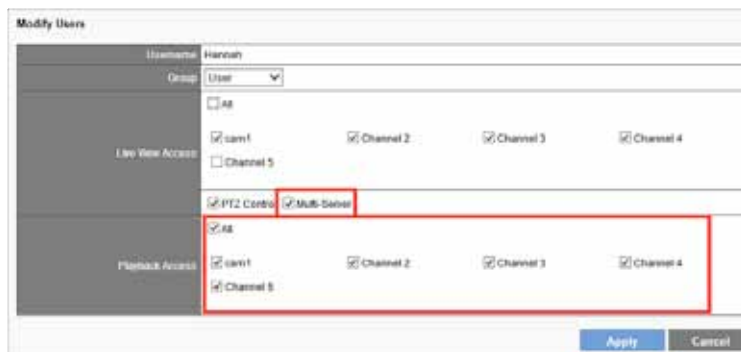 Modify Users
Username Hannah
Group User
All
Live View Access
cam1 Channel 2 Channel 3 Channel 4
Channel 5
PTZ Control Multi-Server
All
Playback Access
cam1 Channel 2 Channel 3 Channel 4
Channel 5
Apply Cancel